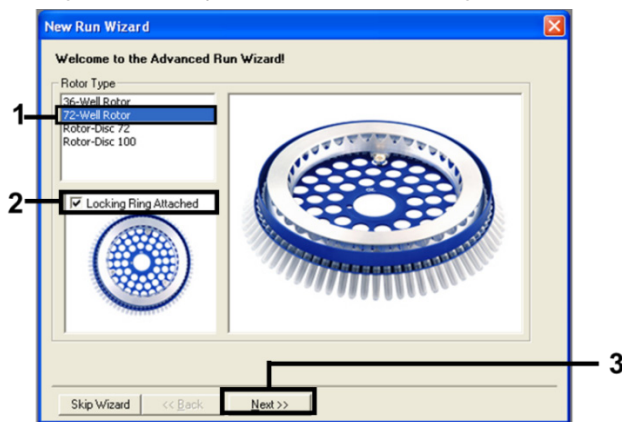 New Run Wizard
Welcome to the Advanced Run Wizard!
Rotor Type
36-Well Rotor
1
72-Well Rotor
Rotor-Disc 72
Rotor-Disc 100
2
Locking Ring Attached
3
Skip Wizard
<< Back
Next >>